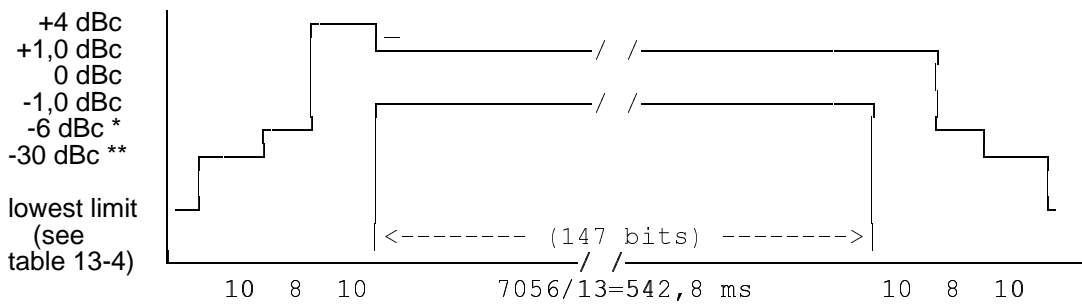 +4 dBc
+1,0 dBc
0 dBc
-1,0 dBc
-6 dBc *
-30 dBc **
lowest limit
(see
table 13-4)
<-------- (147 bits) -------->
10 8 10 7056/13=542,8 ms 10 8 10